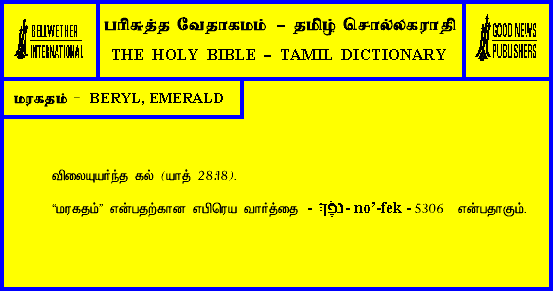 BELLWETHER
INTERNATIONAL
பரிசுத்த வேதாகமம் – தமிழ் சொல்லகராதி
THE HOLY BIBLE – TAMIL DICTIONARY
GOOD NEWS
PUBLISHERS
மரகதம் - BERYL, EMERALD
விலையுயர்ந்த கல் (யாத் 28:18).
“மரகதம்” என்பதற்கான எபிரெய வார்த்தை - נֹפֶךְ - no’-fek - 5306 என்பதாகும்.